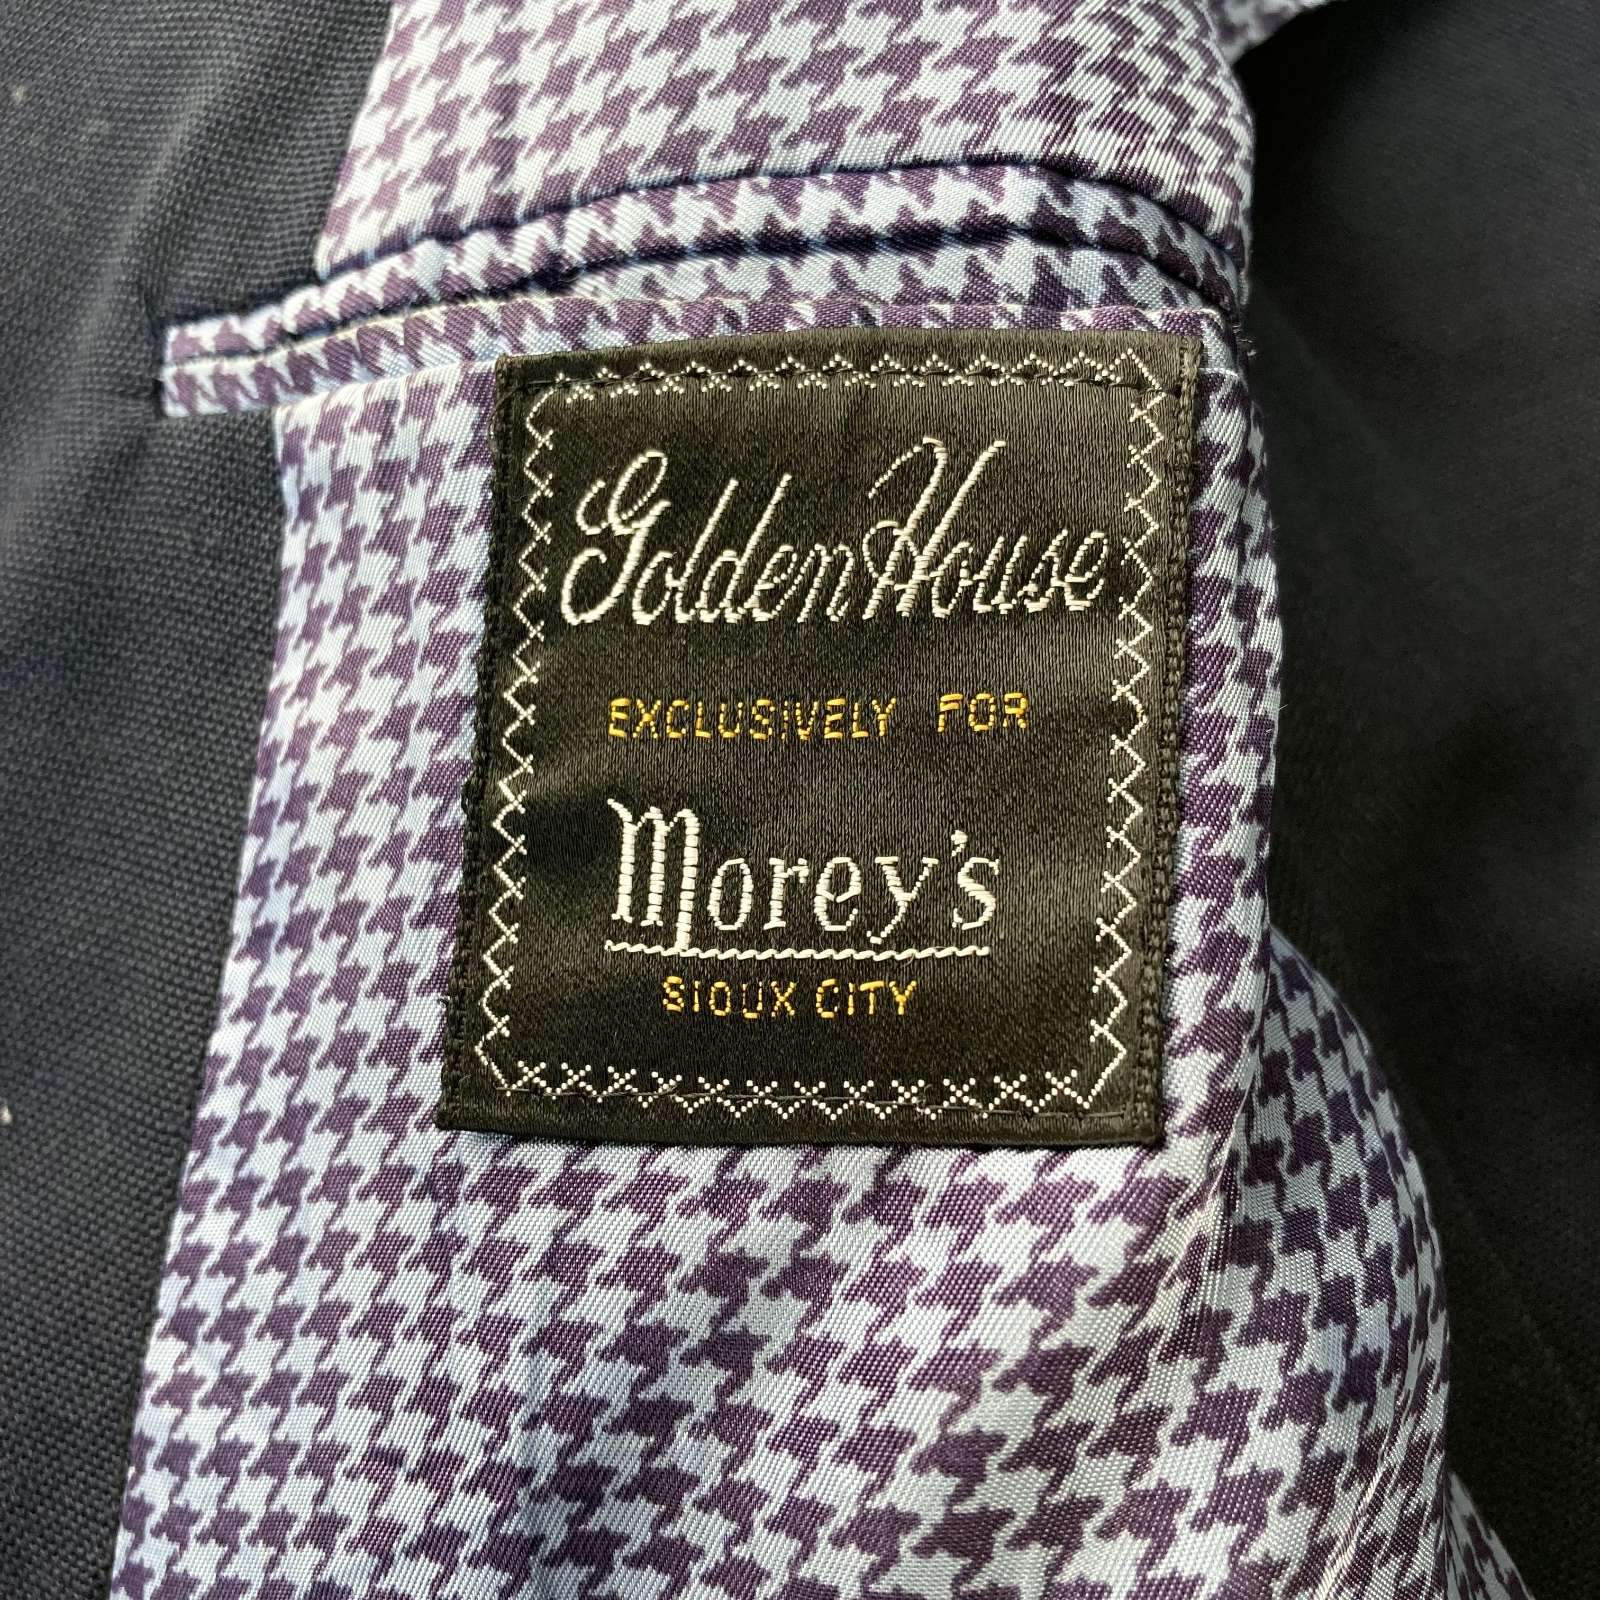 Golden House
EXCLUSIVELY FOR
Morey's
SIOUX CITY